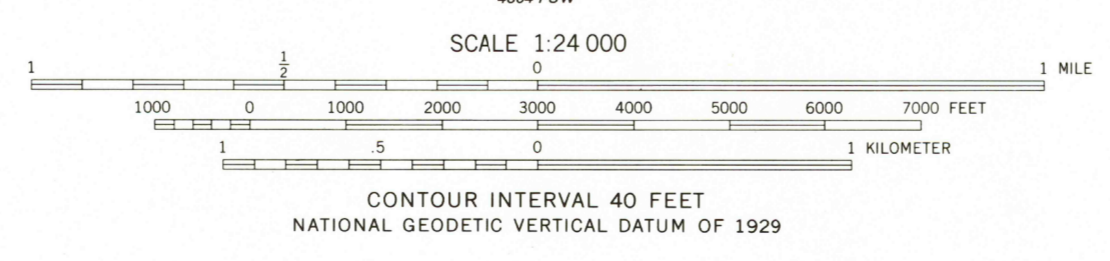 SCALE 1:24 000
1 1/2 0 1 MILE
1000 0 1000 2000 3000 4000 5000 6000 7000 FEET
1 .5 0 1 KILOMETER
CONTOUR INTERVAL 40 FEET
NATIONAL GEODETIC VERTICAL DATUM OF 1929